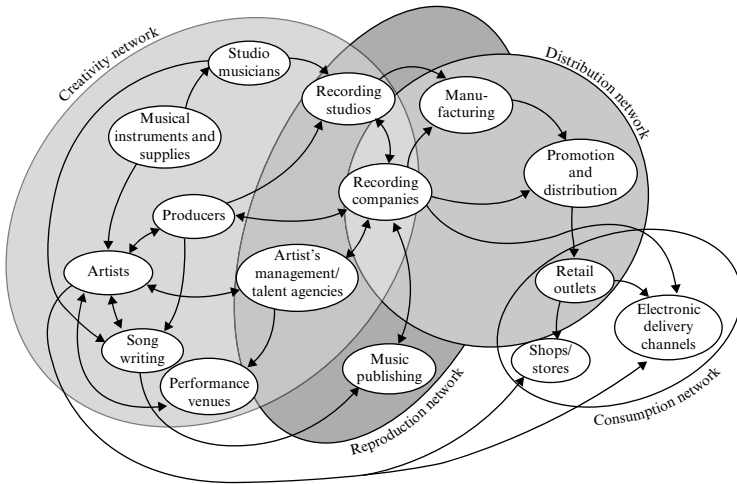 Creativity network
Studio
musicians
Distribution network
Recording
studios
Manu-
facturing
Musical
instruments and
supplies
Promotion
and
distribution
Recording
companies
Producers
Artists
Artist's
management/
talent agencies
Retail
outlets
Electronic
delivery
channels
Song
writing
Shops/
stores
Music
publishing
Performance
venues
Reproduction network
Consumption network